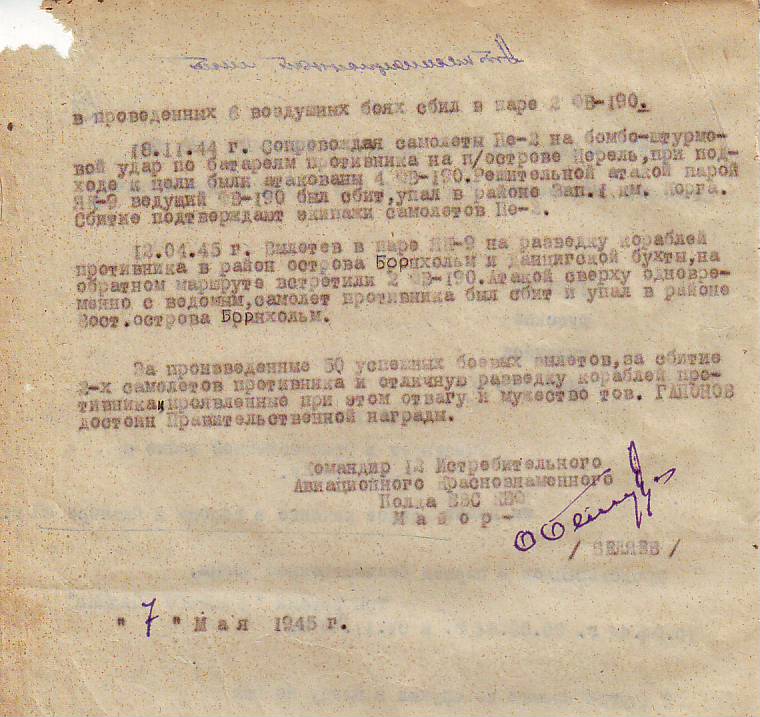 в проведенных 6 воздушных боях сбил в паре 2 ФВ-190.
18.11.44 г. Сопровождая самолеты Пе-2 на бомбо-штурмо-
вой удар по батареям противника на п/острове Церель,при под-
ходе к цели были атакованы 4 ФВ-190.Решительной атакой парой
ЯК-9 ведущий ФВ-190 был сбит,упал в районе Зап.1 км. Лорга.
Сбитие подтверждают экипажи самолетов Пе-2.
12.04.45 г. Вылетев в паре ЯК-9 на разведку кораблей
противника в район острова Борнхольм и Данцигской бухты,на
обратном маршруте встретили 2 ФВ-190.Атакой сверху одновре-
менно с ведомым,самолет противника был сбит и упал в районе
Вост.острова Борнхольм.
За произведенные 50 успешных боевых вылетов,за сбитие
2-х самолетов противника и отличную разведку кораблей про-
тивника и проявленные при этом отвагу и мужество тов. ГАПОНОВ
достоин Правительственной награды.
Командир 12 Истребительного
Авиационного Краснознаменного
Полка ВВС КБФ
Майор-
/ БЕЛЯЕВ /
" 7 " Мая 1945 г.